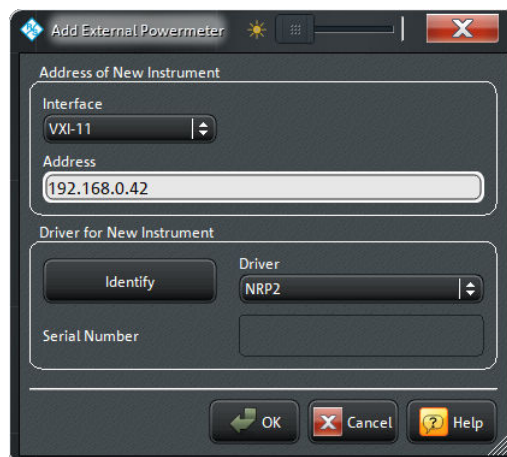 Add External Powermeter
Address of New Instrument
Interface
VXI-11
Address
192.168.0.42
Driver for New Instrument
Identify
Driver
NRP2
Serial Number
OK Cancel Help